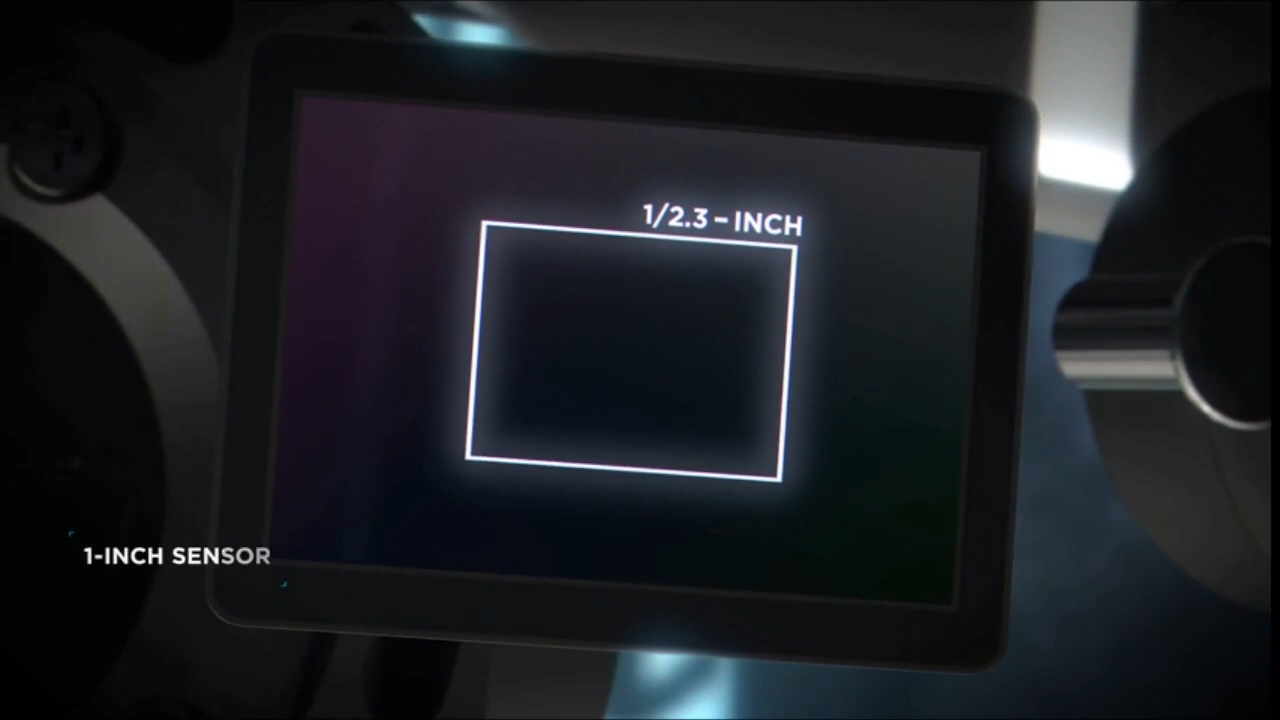 1/2.3 – INCH
1-INCH SENSOR